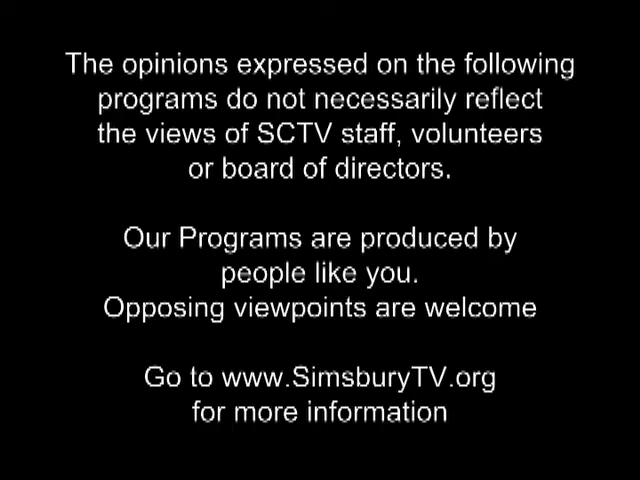 The opinions expressed on the following
programs do not necessarily reflect
the views of SCTV staff, volunteers
or board of directors.
Our Programs are produced by
people like you.
Opposing viewpoints are welcome
Go to www.SimsburyTV.org
for more information